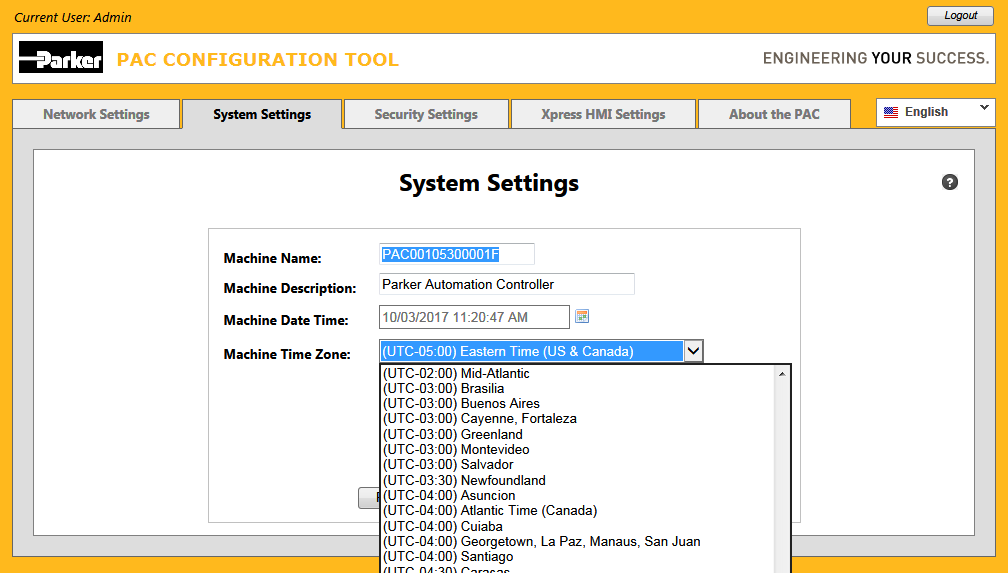 Current User: Admin
Logout
Parker
PAC CONFIGURATION TOOL
ENGINEERING YOUR SUCCESS.
Network Settings
System Settings
Security Settings
Xpress HMI Settings
About the PAC
English
System Settings
?
Machine Name: PAC00105300001F
Machine Description: Parker Automation Controller
Machine Date Time: 10/03/2017 11:20:47 AM
Machine Time Zone: (UTC-05:00) Eastern Time (US & Canada)
(UTC-02:00) Mid-Atlantic
(UTC-03:00) Brasilia
(UTC-03:00) Buenos Aires
(UTC-03:00) Cayenne, Fortaleza
(UTC-03:00) Greenland
(UTC-03:00) Montevideo
(UTC-03:00) Salvador
(UTC-03:30) Newfoundland
(UTC-04:00) Asuncion
(UTC-04:00) Atlantic Time (Canada)
(UTC-04:00) Cuiaba
(UTC-04:00) Georgetown, La Paz, Manaus, San Juan
(UTC-04:00) Santiago
(UTC-04:30) Caracas